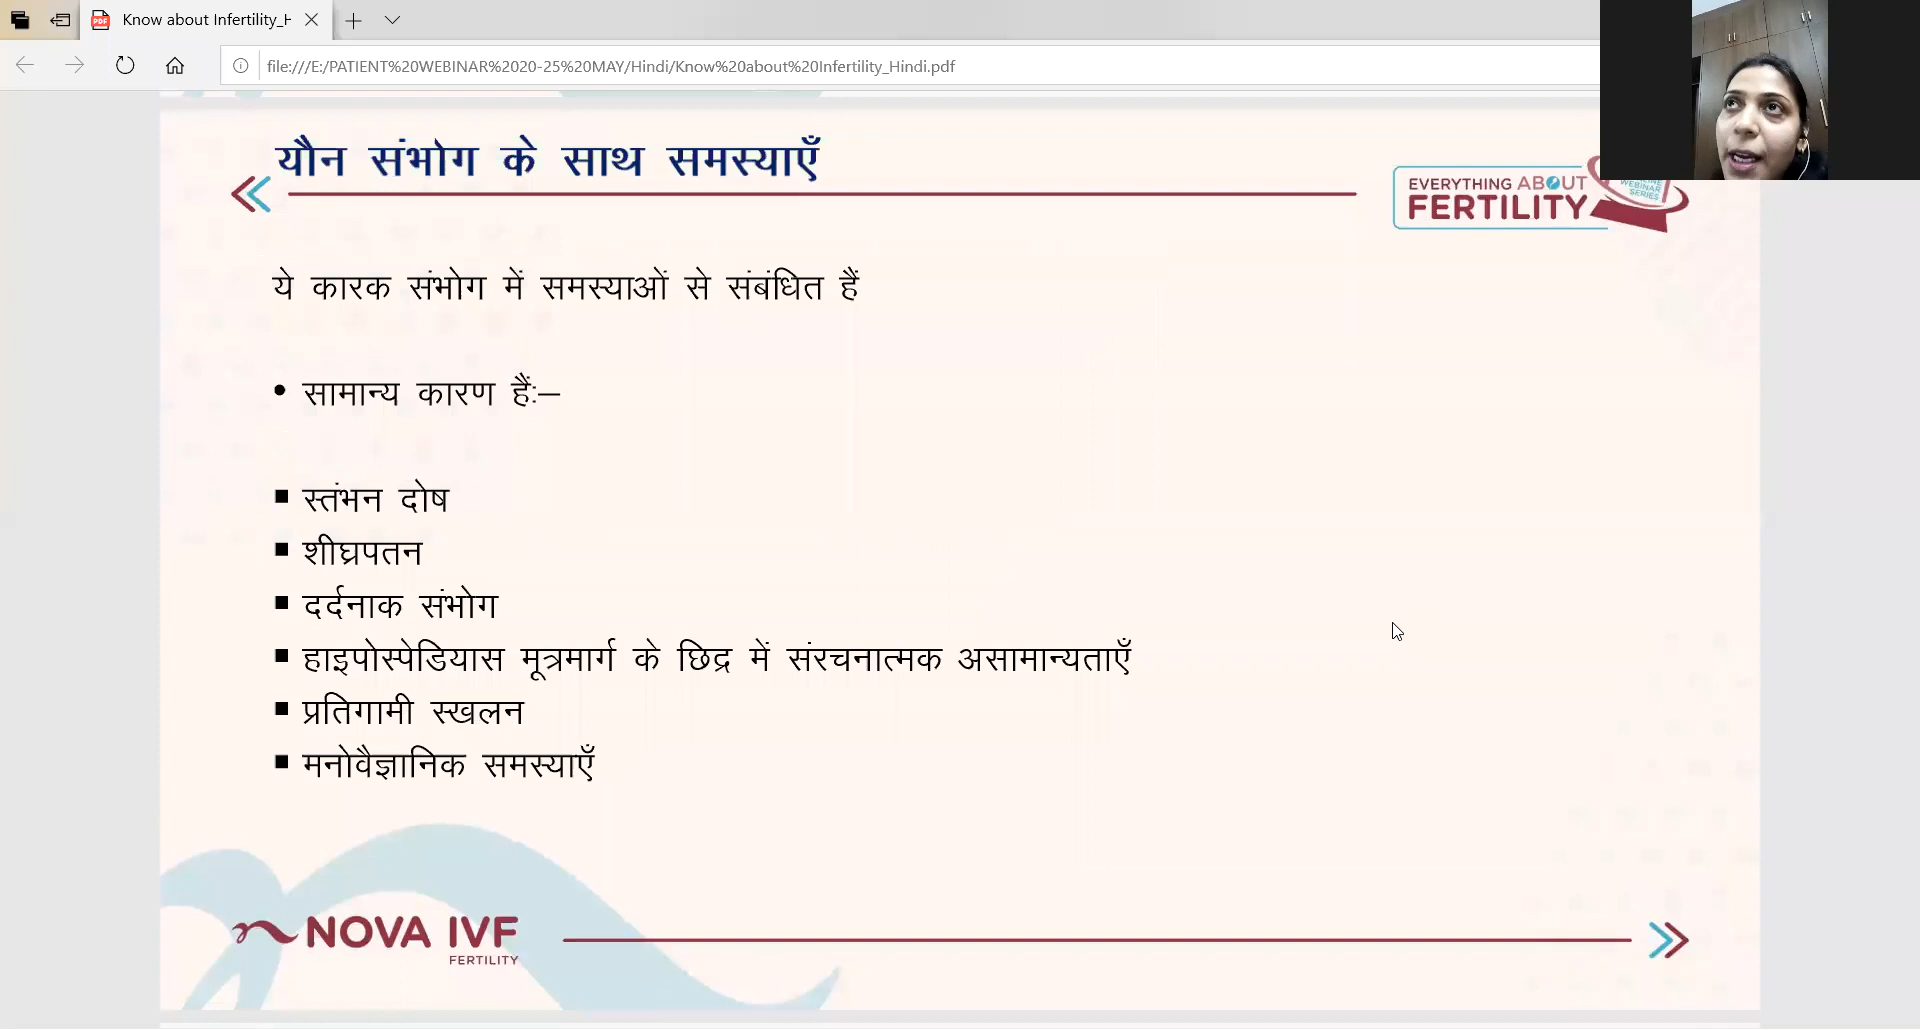 Know about Infertility_H
file:///E:/PATIENT%20WEBINAR%2020-25%20MAY/Hindi/Know%20about%20Infertility_Hindi.pdf
यौन संभोग के साथ समस्याएँ
EVERYTHING ABOUT
FERTILITY
WEBINAR
SERIES
ये कारक संभोग में समस्याओं से संबंधित हैं
• सामान्य कारण हैं:–
▪ स्तंभन दोष
▪ शीघ्रपतन
▪ दर्दनाक संभोग
▪ हाइपोस्पेडियास मूत्रमार्ग के छिद्र में संरचनात्मक असामान्यताएँ
▪ प्रतिगामी स्खलन
▪ मनोवैज्ञानिक समस्याएँ
NOVA IVF
FERTILITY